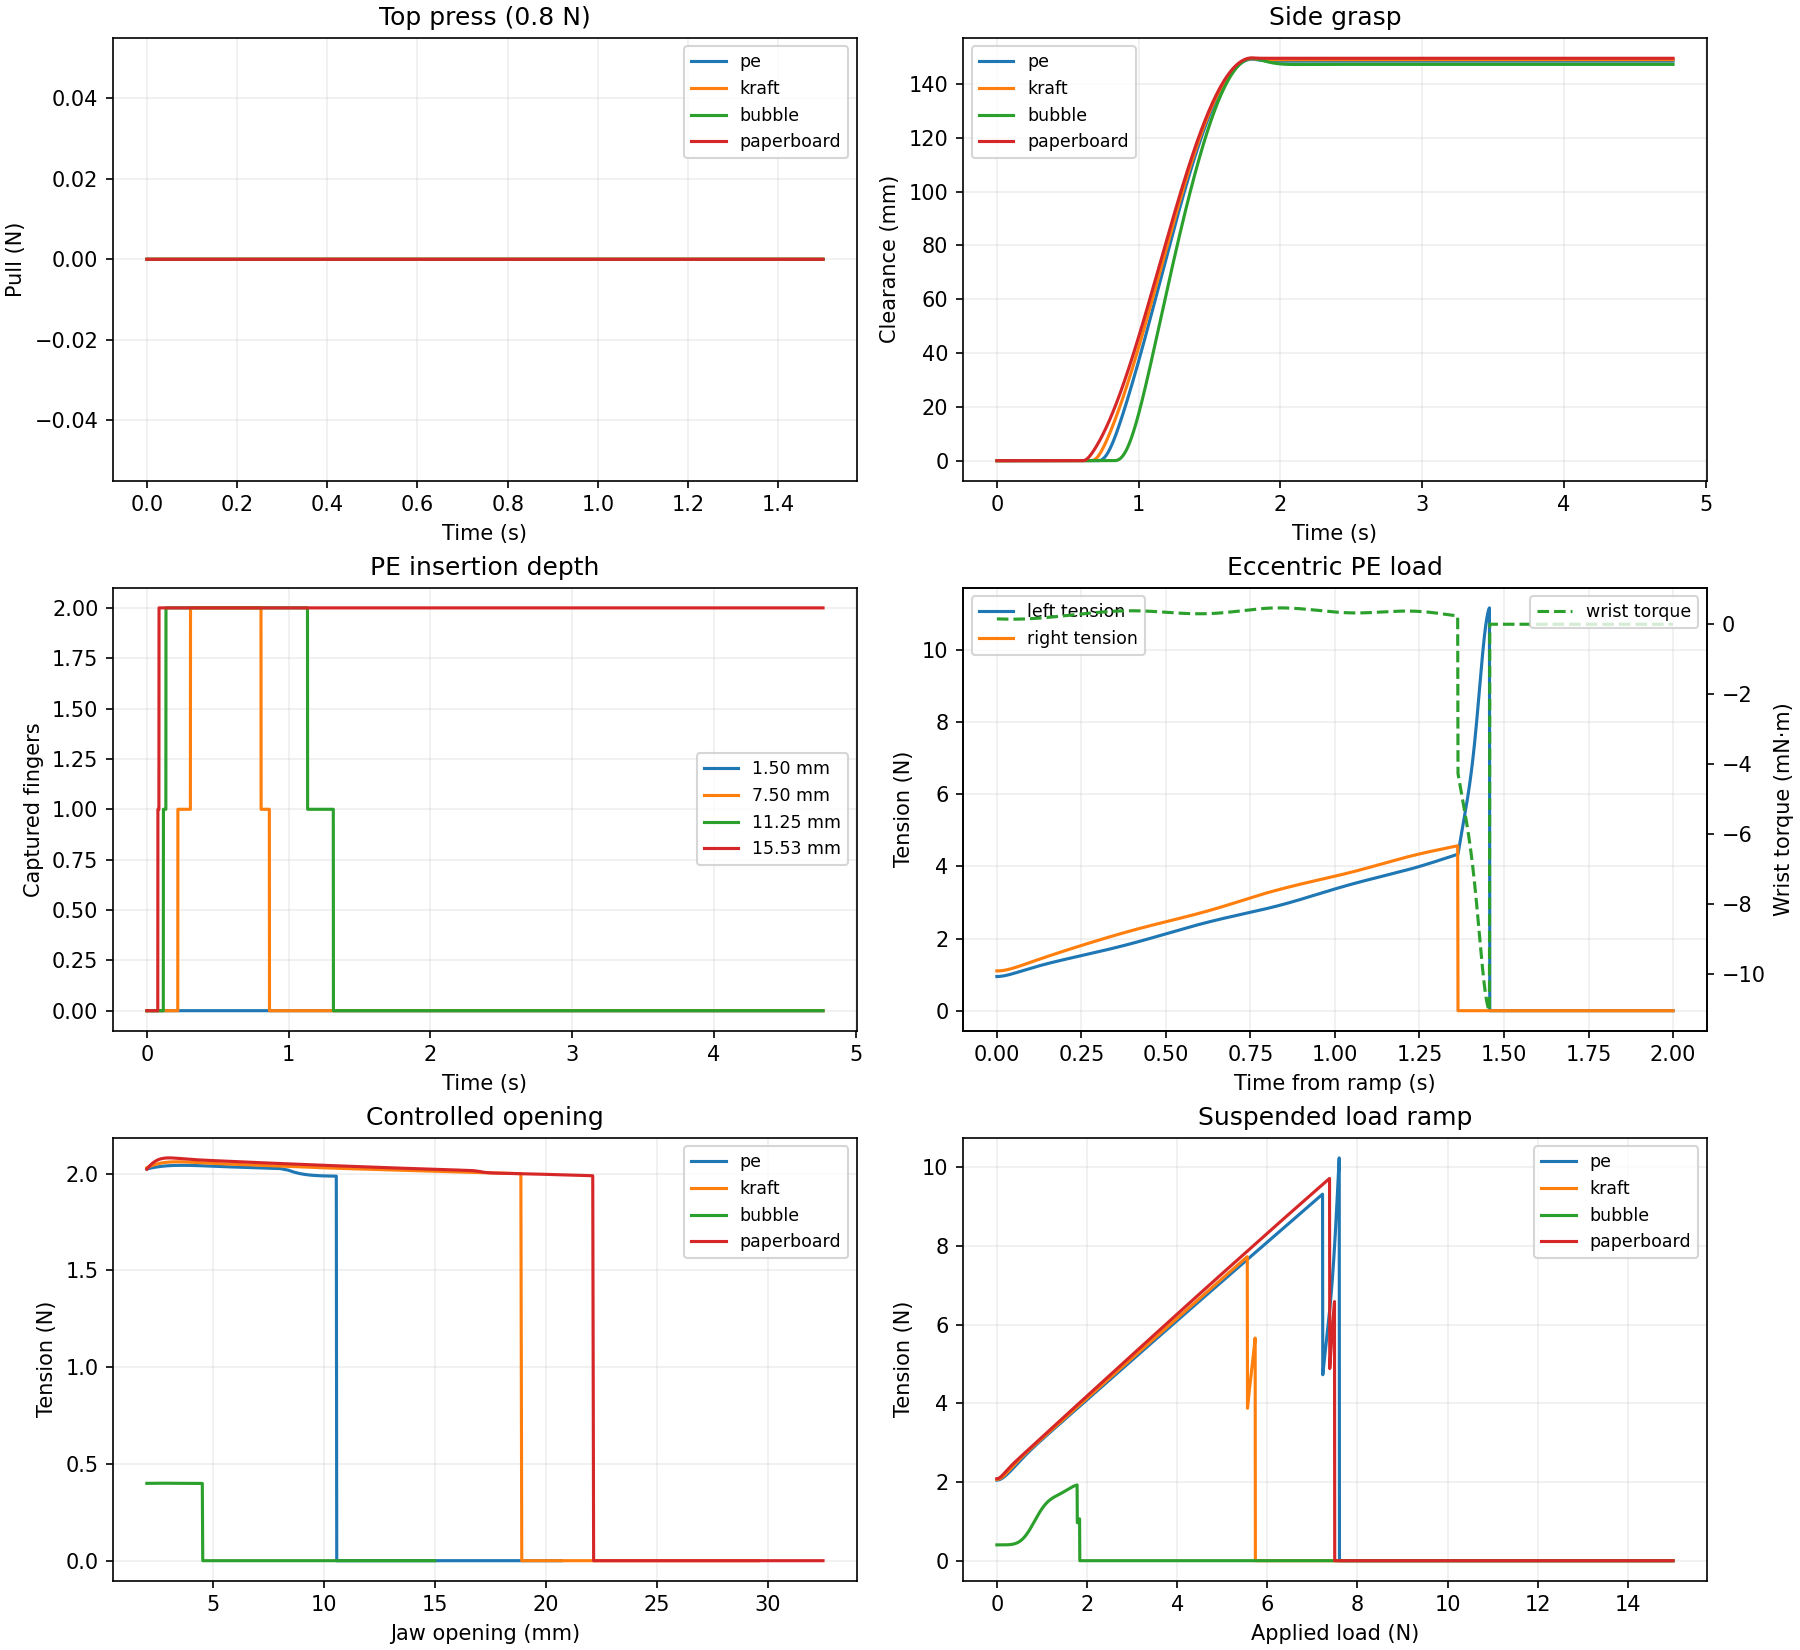 Top press (0.8 N)
pe
kraft
bubble
paperboard
0.04
0.02
0.00
−0.02
−0.04
Pull (N)
0.0 0.2 0.4 0.6 0.8 1.0 1.2 1.4
Time (s)
Side grasp
pe
kraft
bubble
paperboard
140
120
100
80
60
40
20
0
Clearance (mm)
0 1 2 3 4 5
Time (s)
PE insertion depth
2.00
1.75
1.50
1.25
1.00
0.75
0.50
0.25
0.00
Captured fingers
1.50 mm
7.50 mm
11.25 mm
15.53 mm
0 1 2 3 4 5
Time (s)
Eccentric PE load
left tension
right tension
wrist torque
10
8
6
4
2
0
Tension (N)
0
−2
−4
−6
−8
−10
Wrist torque (mN·m)
0.00 0.25 0.50 0.75 1.00 1.25 1.50 1.75 2.00
Time from ramp (s)
Controlled opening
pe
kraft
bubble
paperboard
2.0
1.5
1.0
0.5
0.0
Tension (N)
5 10 15 20 25 30
Jaw opening (mm)
Suspended load ramp
pe
kraft
bubble
paperboard
10
8
6
4
2
0
Tension (N)
0 2 4 6 8 10 12 14
Applied load (N)